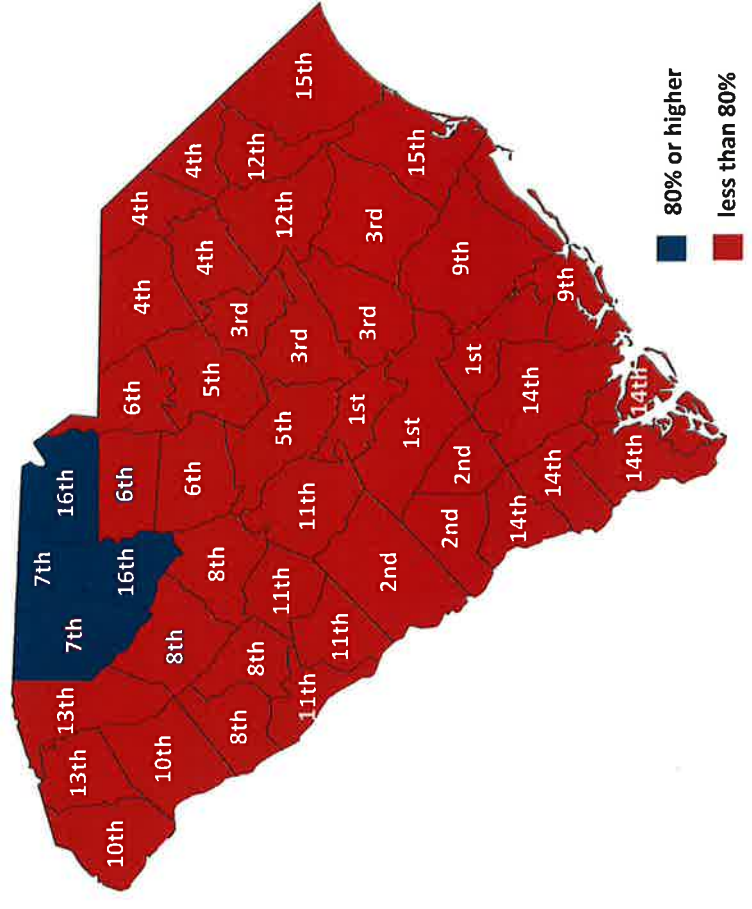 7th
13th
16th
13th
7th
10th
16th
6th
6th
4th
4th
10th
8th
6th
4th
4th
8th
5th
8th
8th
3rd
12th
11th
5th
12th
11th
11th
3rd
15th
11th
1st
3rd
3rd
2nd
1st
15th
2nd
2nd
1st
9th
14th
14th
14th
9th
14th
14th
80% or higher
less than 80%